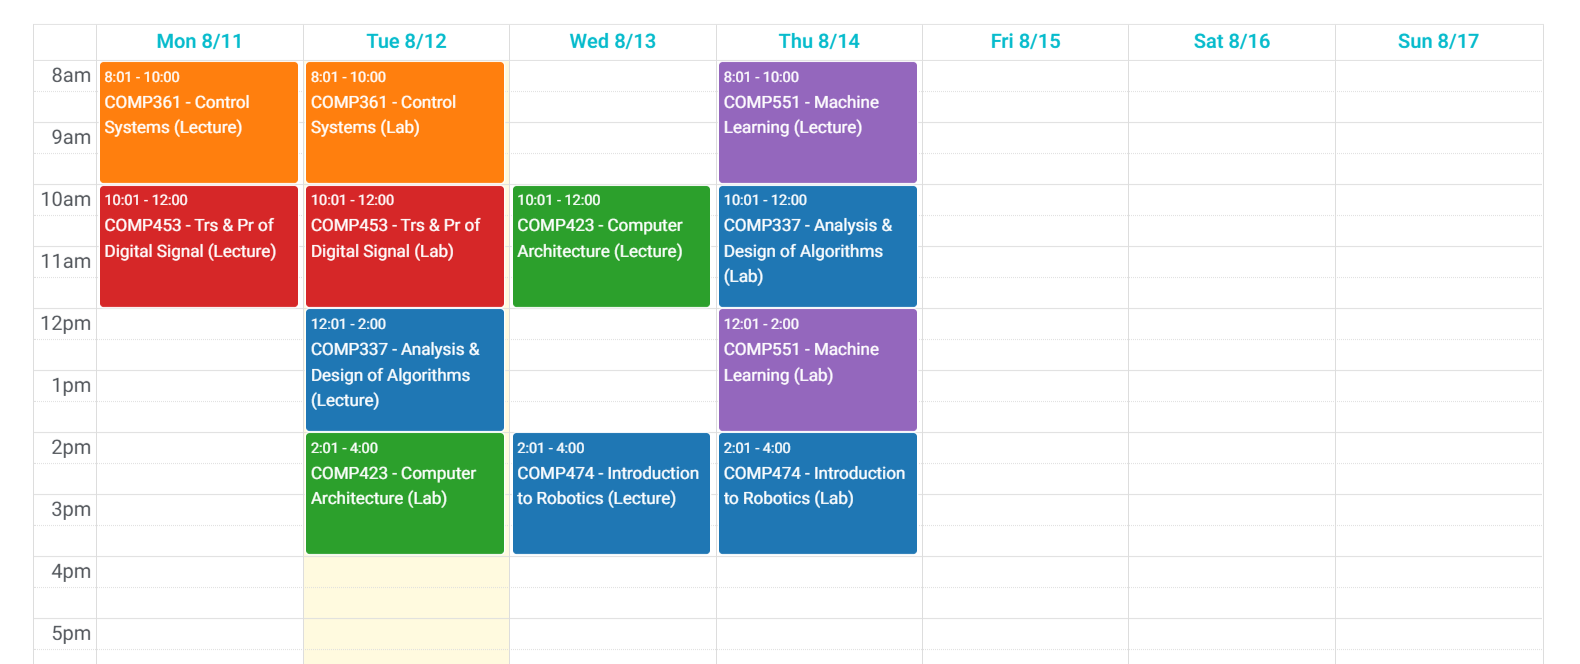 Mon 8/11
Tue 8/12
Wed 8/13
Thu 8/14
Fri 8/15
Sat 8/16
Sun 8/17
8am
9am
10am
11am
12pm
1pm
2pm
3pm
4pm
5pm
8:01 - 10:00
COMP361 - Control
Systems (Lecture)
10:01 - 12:00
COMP453 - Trs & Pr of
Digital Signal (Lecture)
8:01 - 10:00
COMP361 - Control
Systems (Lab)
10:01 - 12:00
COMP453 - Trs & Pr of
Digital Signal (Lab)
12:01 - 2:00
COMP337 - Analysis &
Design of Algorithms
(Lecture)
2:01 - 4:00
COMP423 - Computer
Architecture (Lab)
10:01 - 12:00
COMP423 - Computer
Architecture (Lecture)
2:01 - 4:00
COMP474 - Introduction
to Robotics (Lecture)
8:01 - 10:00
COMP551 - Machine
Learning (Lecture)
10:01 - 12:00
COMP337 - Analysis &
Design of Algorithms
(Lab)
12:01 - 2:00
COMP551 - Machine
Learning (Lab)
2:01 - 4:00
COMP474 - Introduction
to Robotics (Lab)